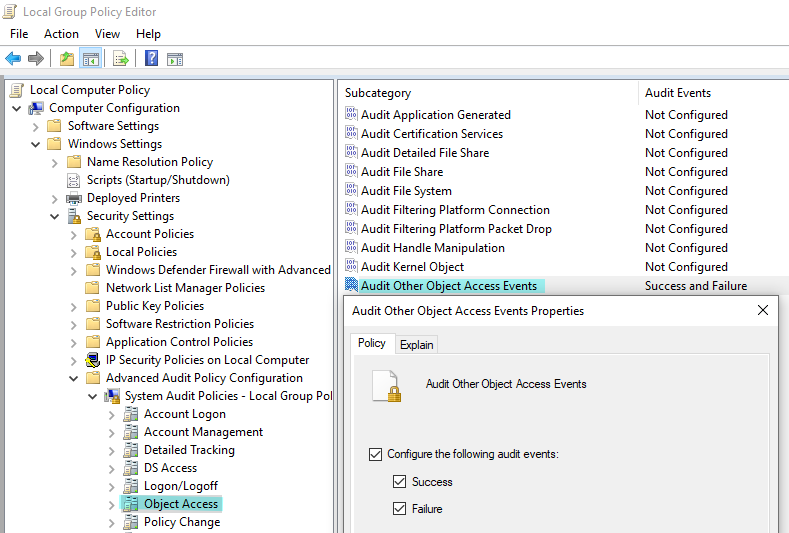 Local Group Policy Editor
File Action View Help
Local Computer Policy
Computer Configuration
Software Settings
Windows Settings
Name Resolution Policy
Scripts (Startup/Shutdown)
Deployed Printers
Security Settings
Account Policies
Local Policies
Windows Defender Firewall with Advanced
Network List Manager Policies
Public Key Policies
Software Restriction Policies
Application Control Policies
IP Security Policies on Local Computer
Advanced Audit Policy Configuration
System Audit Policies - Local Group Pol
Account Logon
Account Management
Detailed Tracking
DS Access
Logon/Logoff
Object Access
Policy Change
Subcategory Audit Events
Audit Application Generated Not Configured
Audit Certification Services Not Configured
Audit Detailed File Share Not Configured
Audit File Share Not Configured
Audit File System Not Configured
Audit Filtering Platform Connection Not Configured
Audit Filtering Platform Packet Drop Not Configured
Audit Handle Manipulation Not Configured
Audit Kernel Object Not Configured
Audit Other Object Access Events Success and Failure
Audit Other Object Access Events Properties
Policy Explain
Audit Other Object Access Events
Configure the following audit events:
Success
Failure